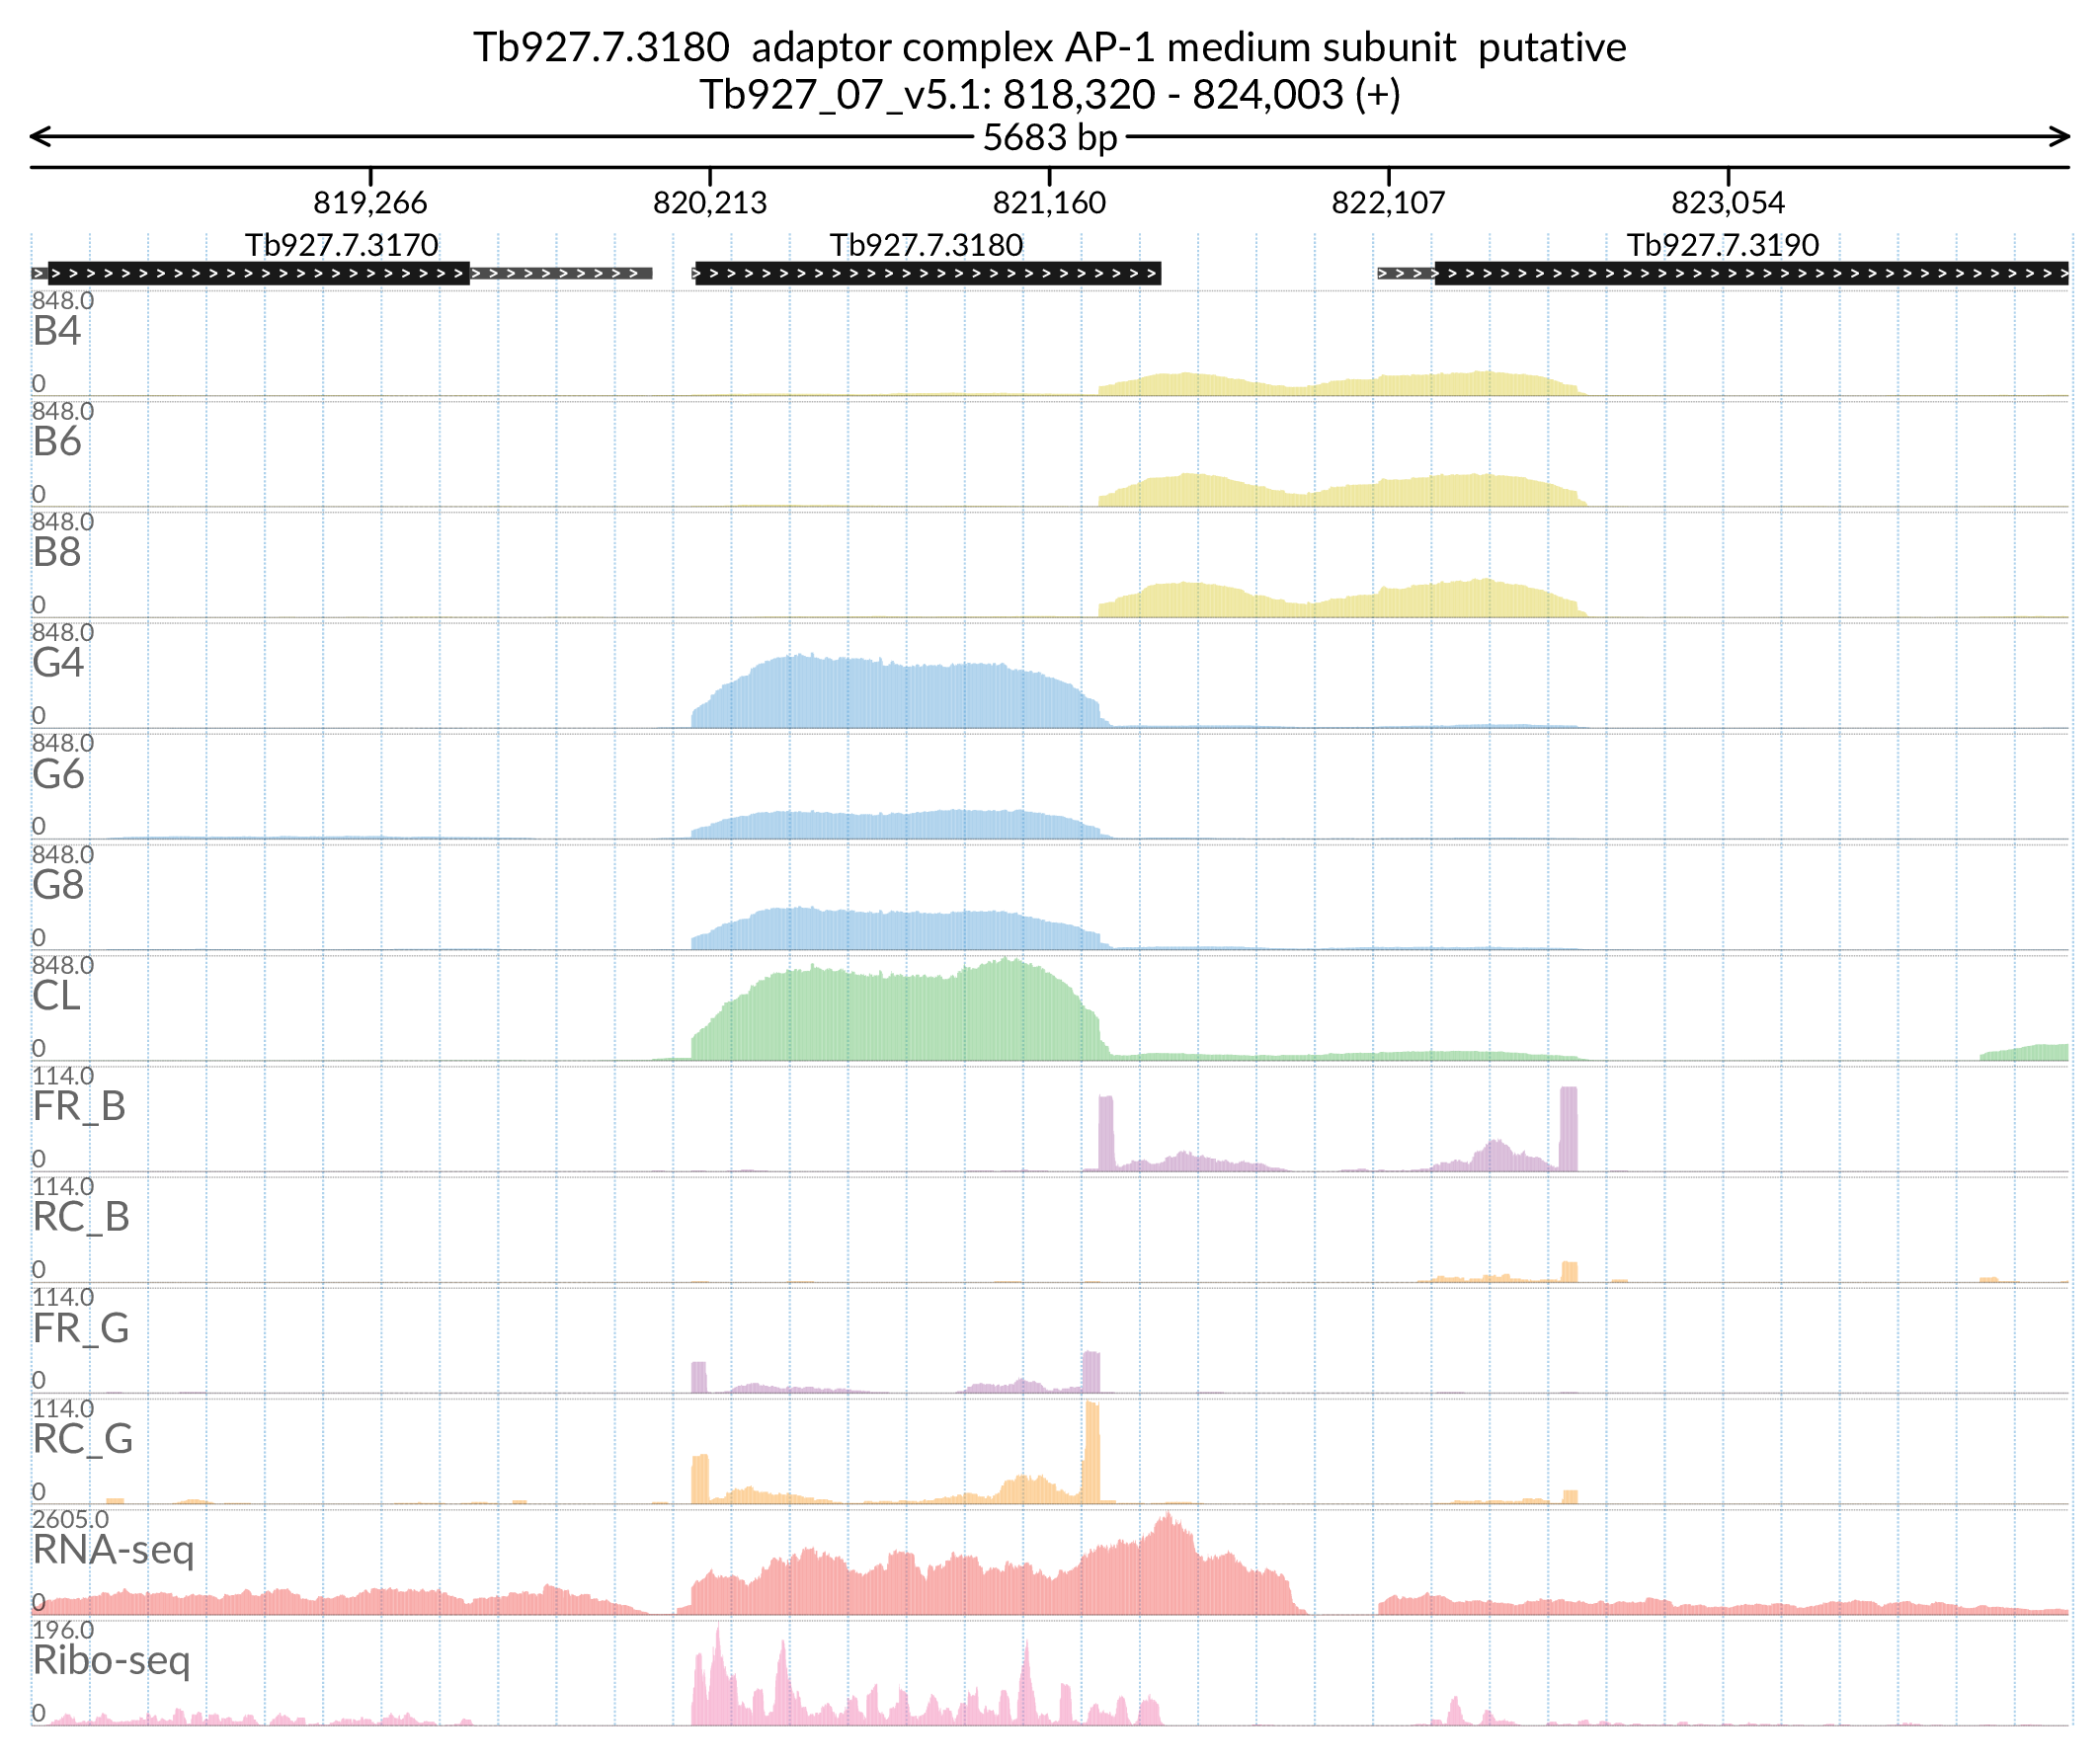 Tb927.7.3180  adaptor complex AP-1 medium subunit  putative
Tb927_07_v5.1: 818,320 - 824,003 (+)
5683 bp
819,266 820,213 821,160 822,107 823,054
Tb927.7.3170 Tb927.7.3180 Tb927.7.3190
848.0
B4
0
848.0
B6
0
848.0
B8
0
848.0
G4
0
848.0
G6
0
848.0
G8
0
848.0
CL
0
114.0
FR_B
0
114.0
RC_B
0
114.0
FR_G
0
114.0
RC_G
0
2605.0
RNA-seq
0
196.0
Ribo-seq
0